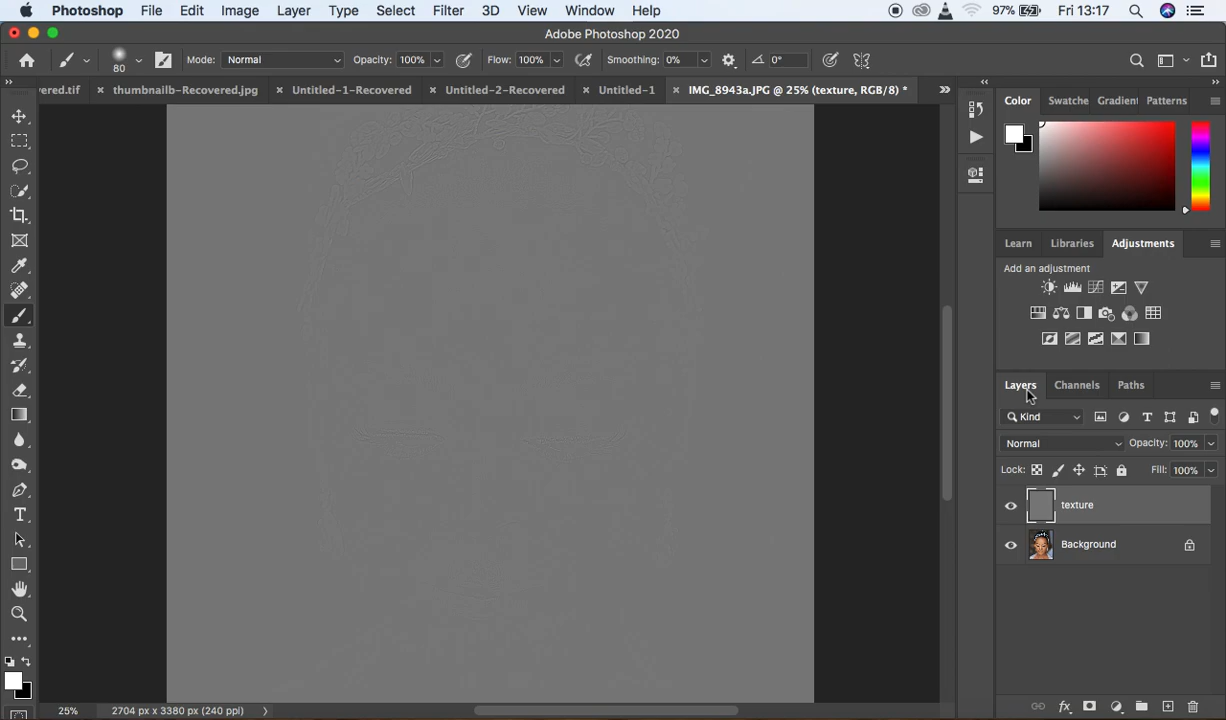 Photoshop File Edit Image Layer Type Select Filter 3D View Window Help 97% Fri 13:17
Adobe Photoshop 2020
80 Mode: Normal Opacity: 100% Flow: 100% Smoothing: 0% 0°
vered.tif × thumbnailb-Recovered.jpg × Untitled-1-Recovered × Untitled-2-Recovered × Untitled-1 × IMG_8943a.JPG @ 25% (texture, RGB/8) *
Color Swatche Gradient Patterns
Learn Libraries Adjustments
Add an adjustment
Layers Channels Paths
Kind
Normal Opacity: 100%
Lock: Fill: 100%
texture
Background
25% 2704 px x 3380 px (240 ppi)